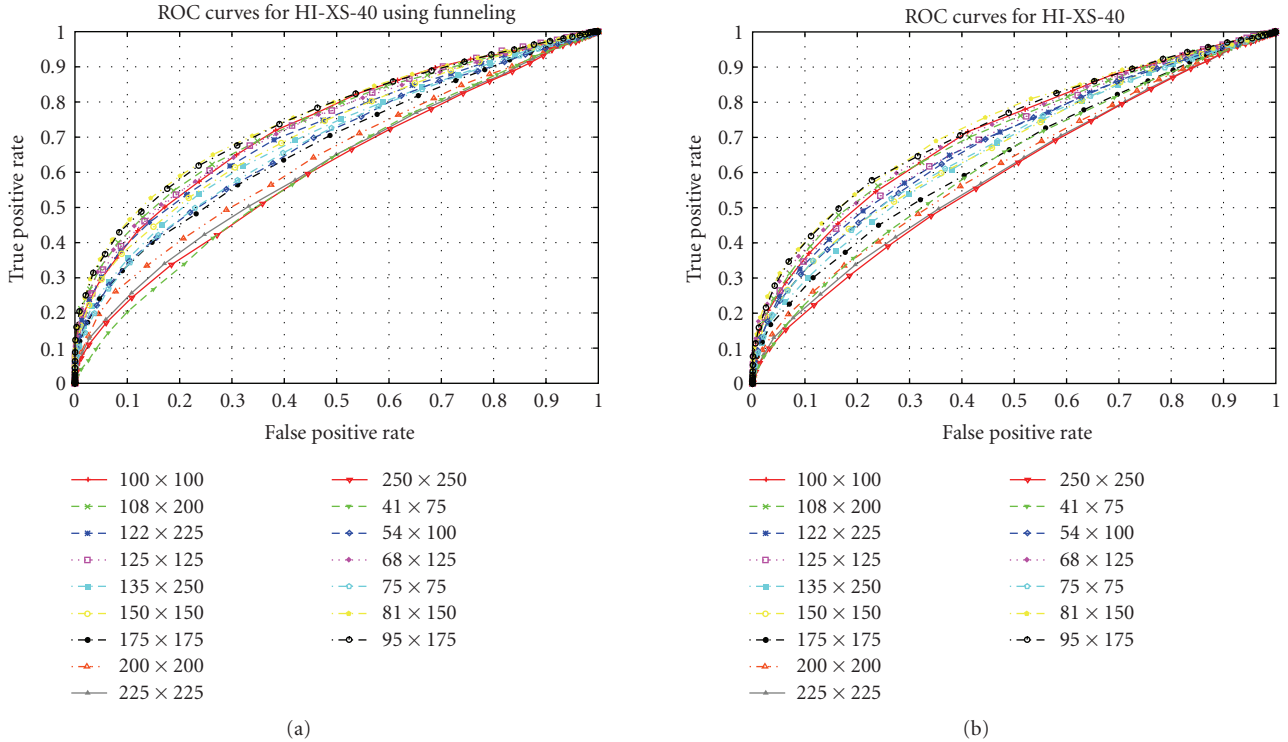 ROC curves for HI-XS-40 using funneling
1
0.9
0.8
0.7
0.6
0.5
0.4
0.3
0.2
0.1
0
True positive rate
0 0.1 0.2 0.3 0.4 0.5 0.6 0.7 0.8 0.9 1
False positive rate
100 × 100
108 × 200
122 × 225
125 × 125
135 × 250
150 × 150
175 × 175
200 × 200
225 × 225
250 × 250
41 × 75
54 × 100
68 × 125
75 × 75
81 × 150
95 × 175
(a)
ROC curves for HI-XS-40
1
0.9
0.8
0.7
0.6
0.5
0.4
0.3
0.2
0.1
0
True positive rate
0 0.1 0.2 0.3 0.4 0.5 0.6 0.7 0.8 0.9 1
False positive rate
100 × 100
108 × 200
122 × 225
125 × 125
135 × 250
150 × 150
175 × 175
200 × 200
225 × 225
250 × 250
41 × 75
54 × 100
68 × 125
75 × 75
81 × 150
95 × 175
(b)